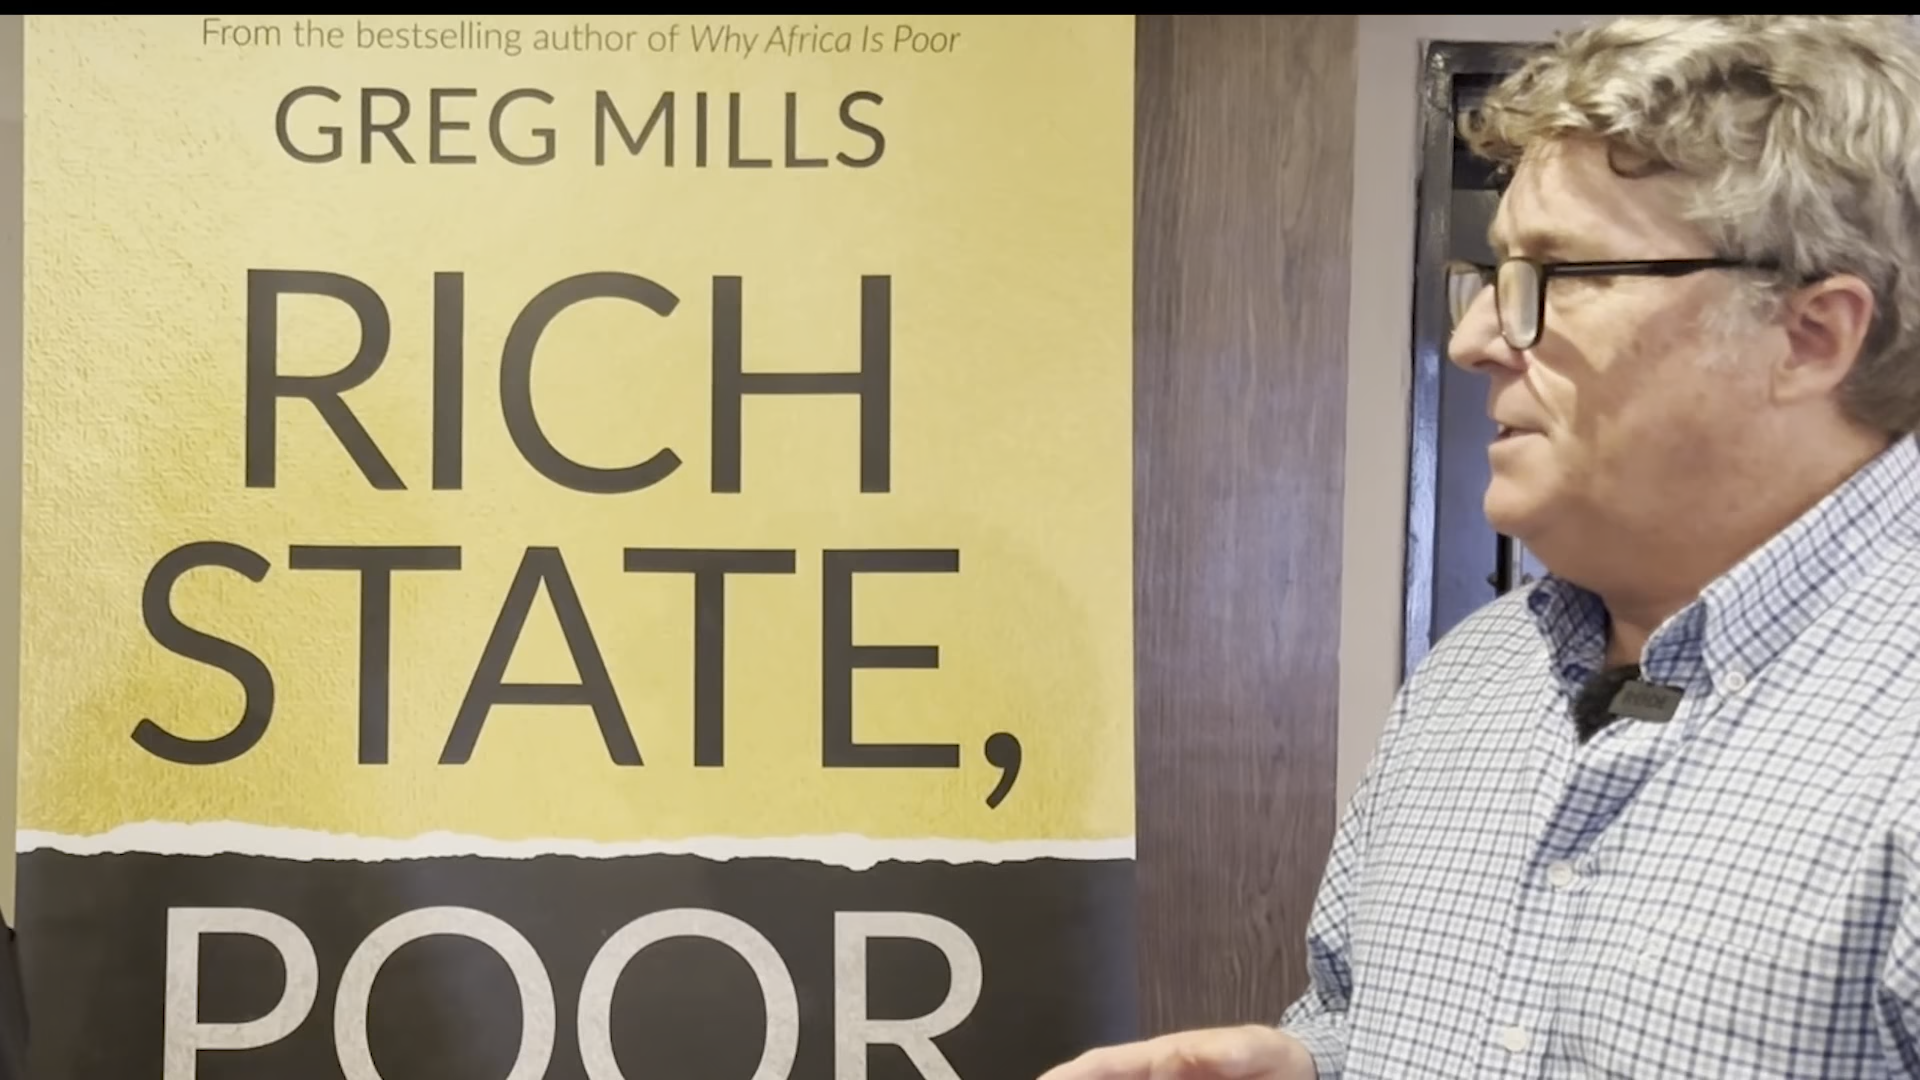 From the bestselling author of Why Africa Is Poor
GREG MILLS
RICH
STATE,
POOR